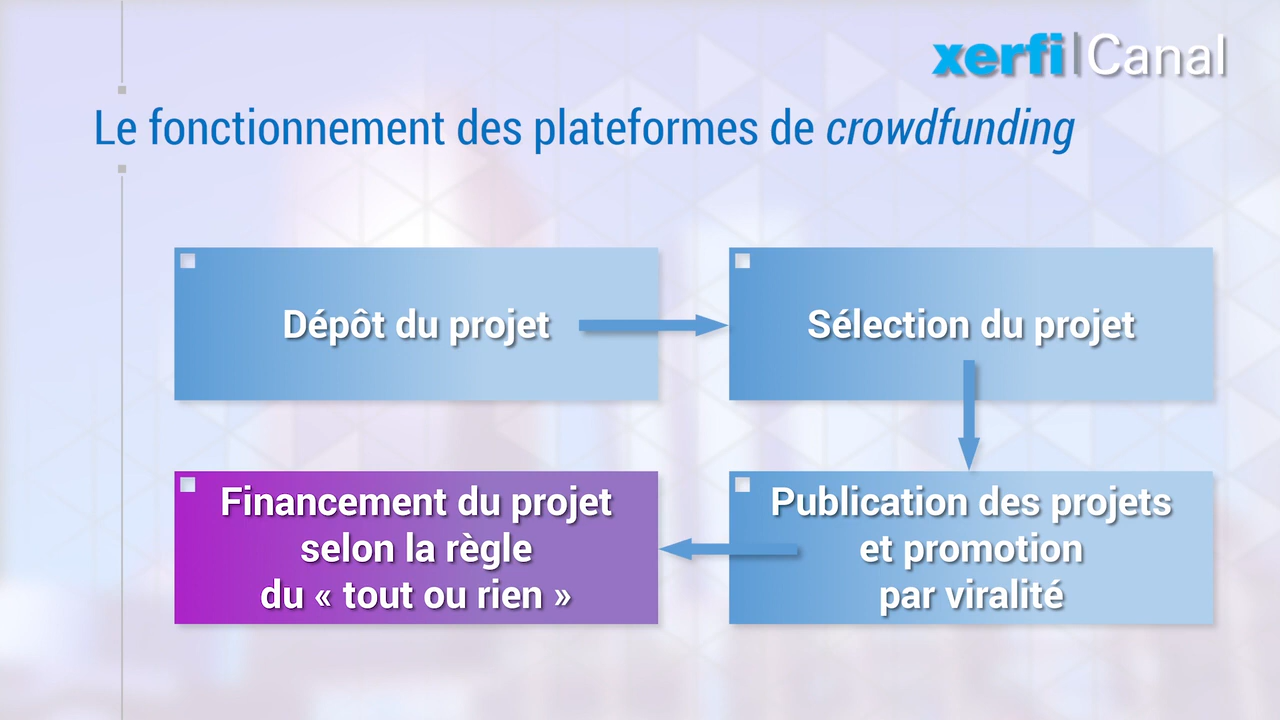 xerfi|Canal
Le fonctionnement des plateformes de crowdfunding
Dépôt du projet
Sélection du projet
Financement du projet
selon la règle
du « tout ou rien »
Publication des projets
et promotion
par viralité